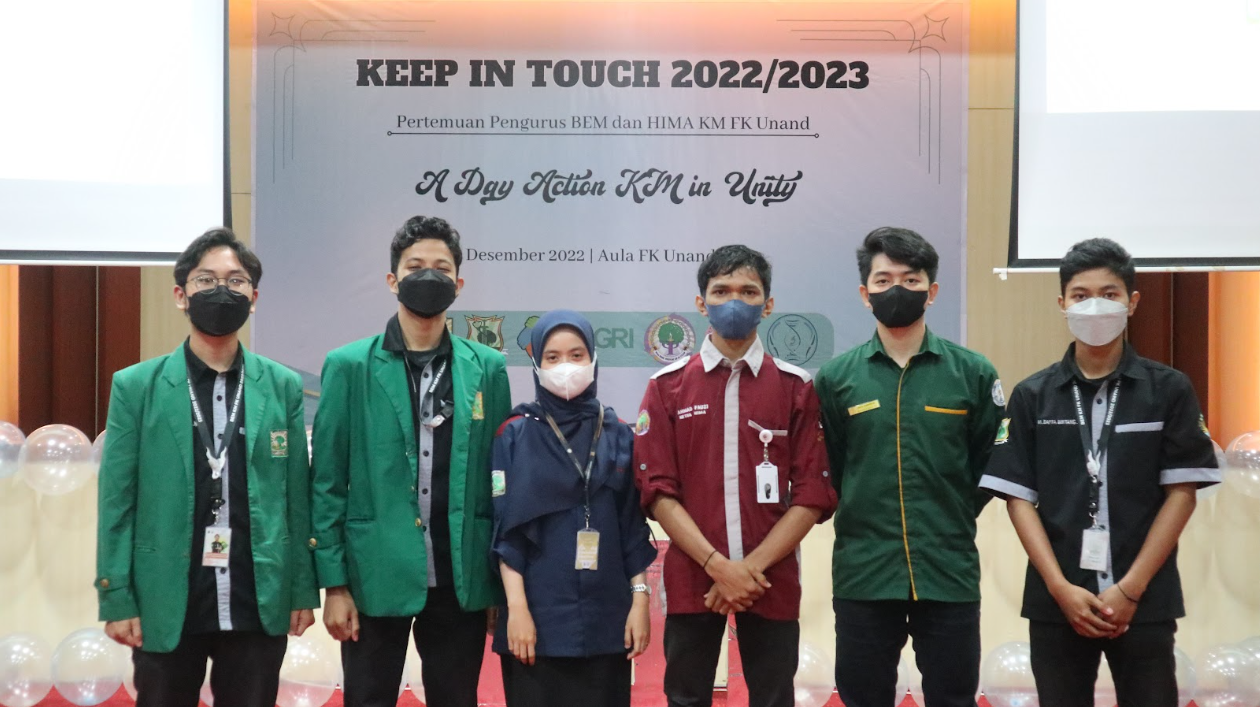 KEEP IN TOUCH 2022/2023
Pertemuan Pengurus BEM dan HIMA KM FK Unand
A Day Action KM in Unity
Desember 2022 | Aula FK Unand
GRI